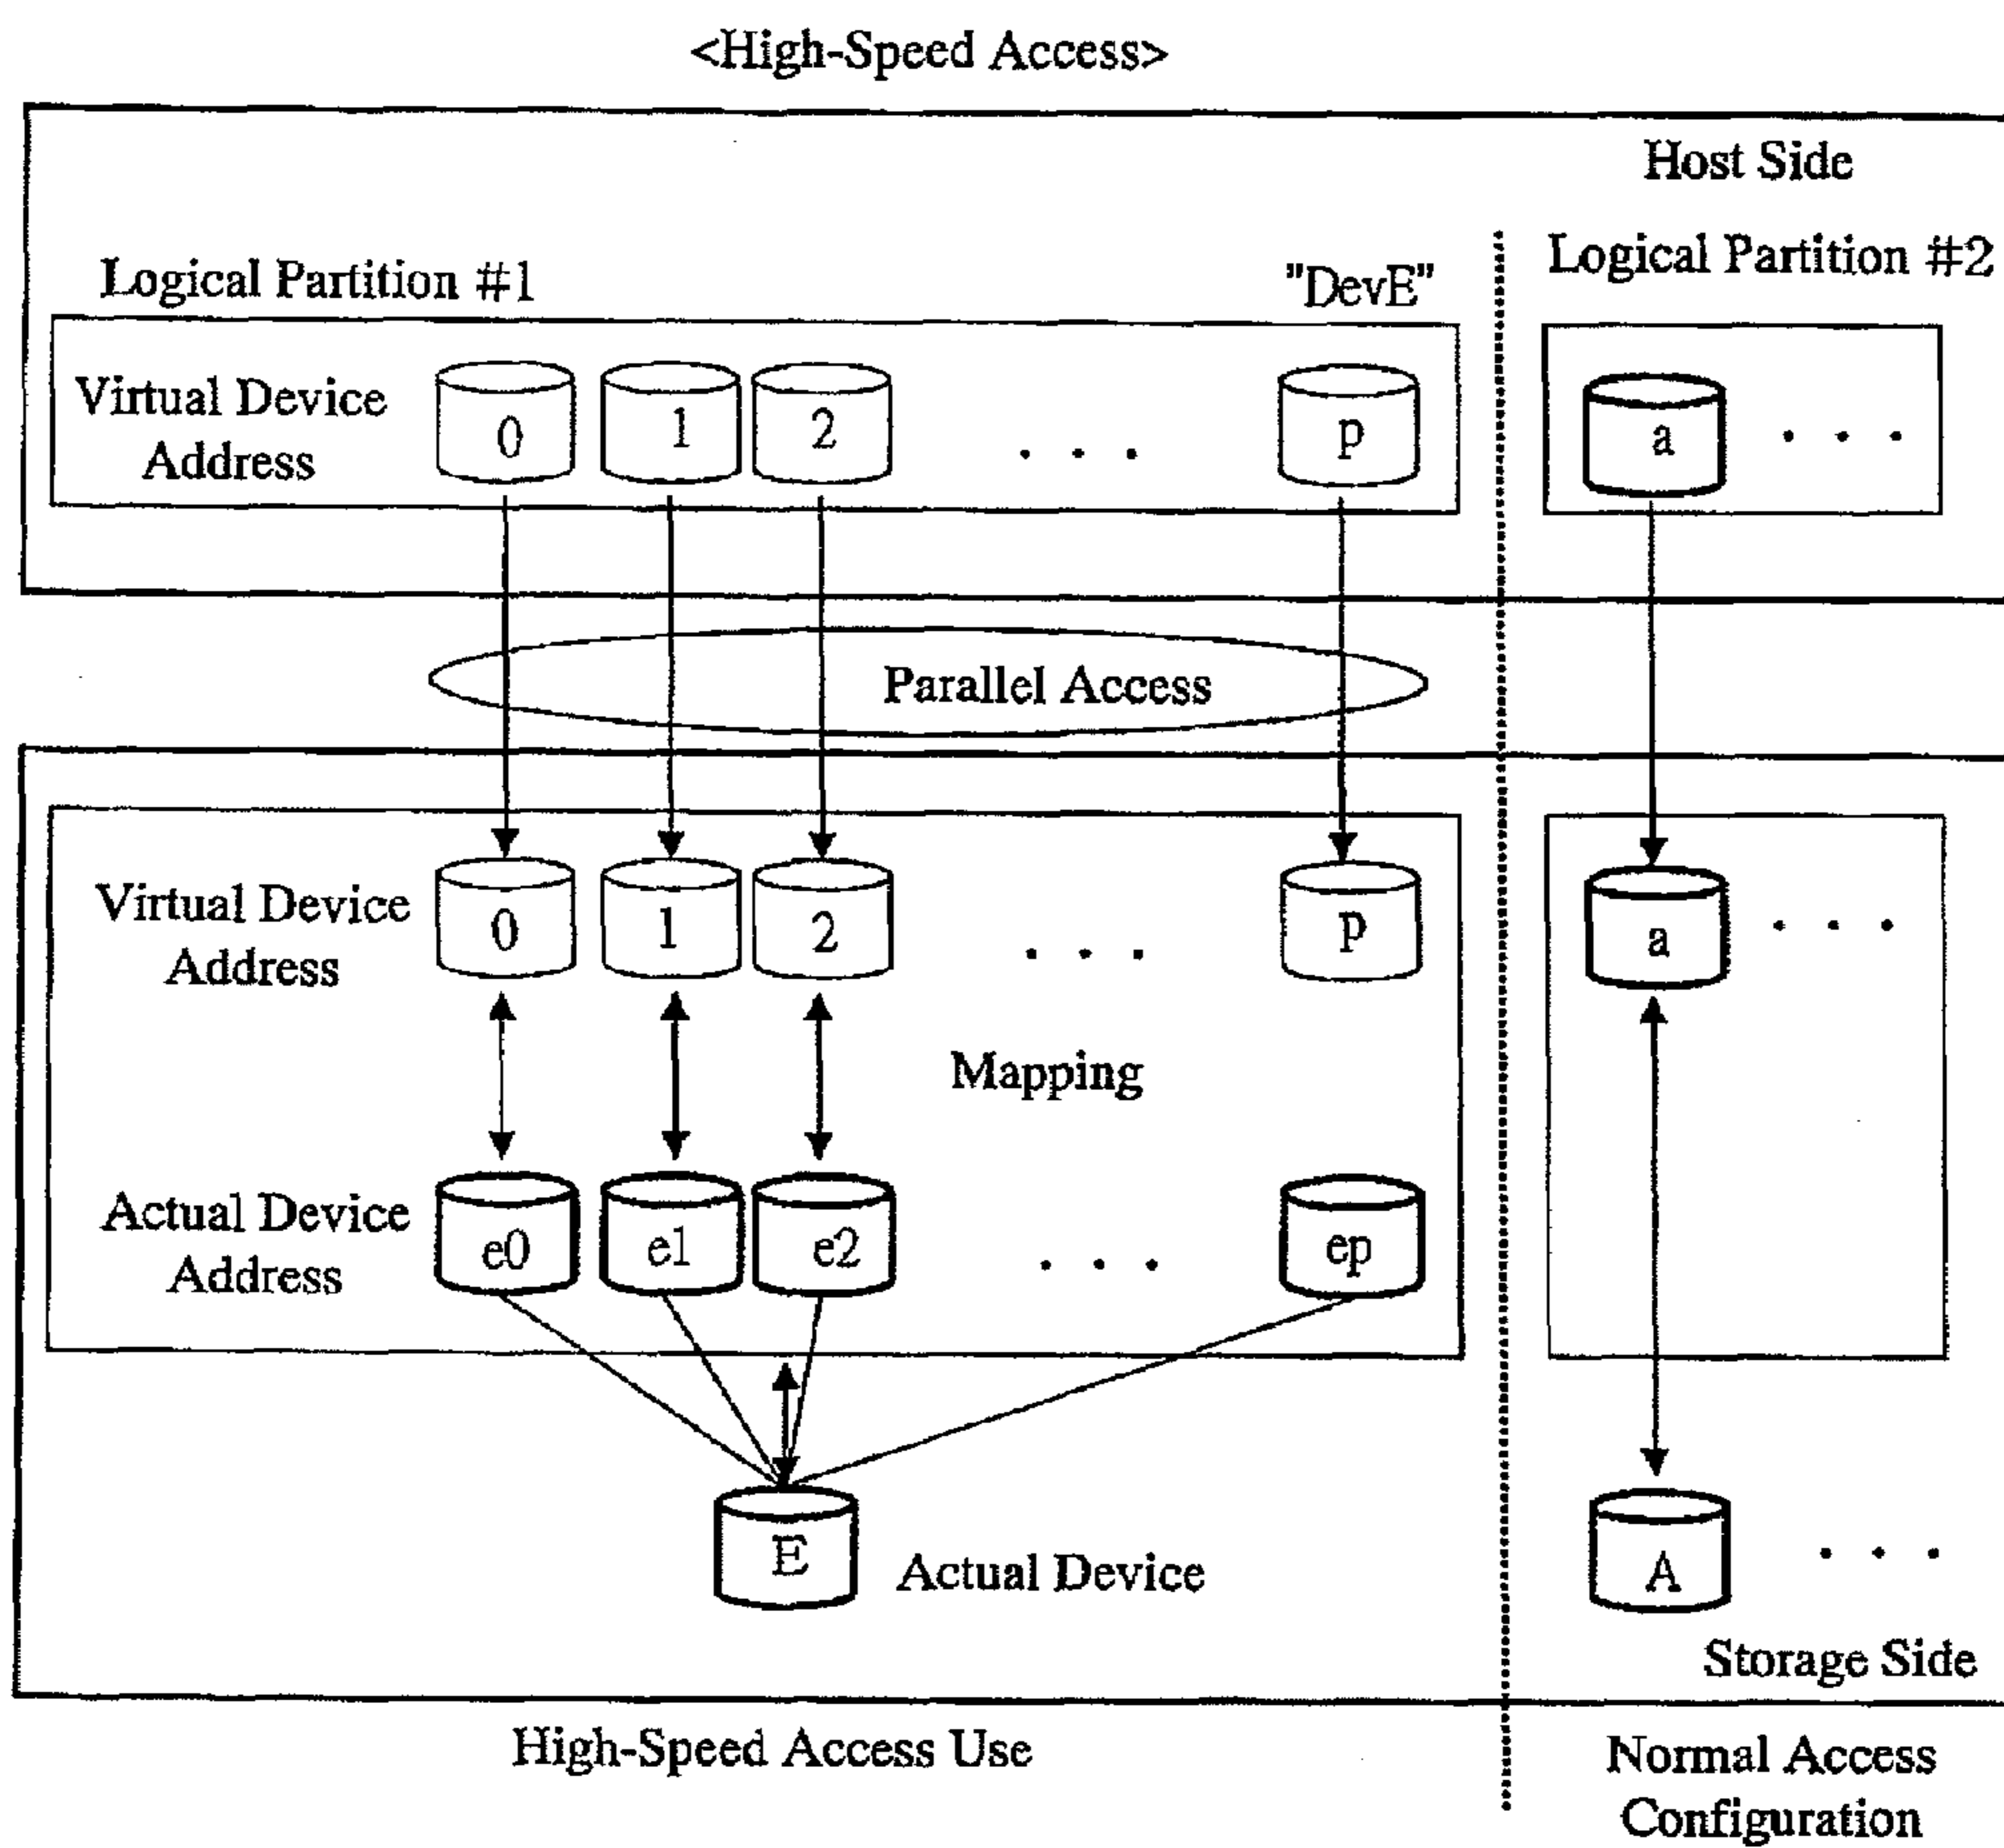 <High-Speed Access>
Host Side
Logical Partition #1
"DevE"
Logical Partition #2
Virtual Device
Address
0
1
2
. . .
p
a
. . .
Parallel Access
Virtual Device
Address
0
1
2
. . .
p
a
. . .
Mapping
Actual Device
Address
e0
e1
e2
. . .
ep
E
Actual Device
A
. . .
Storage Side
High-Speed Access Use
Normal Access
Configuration